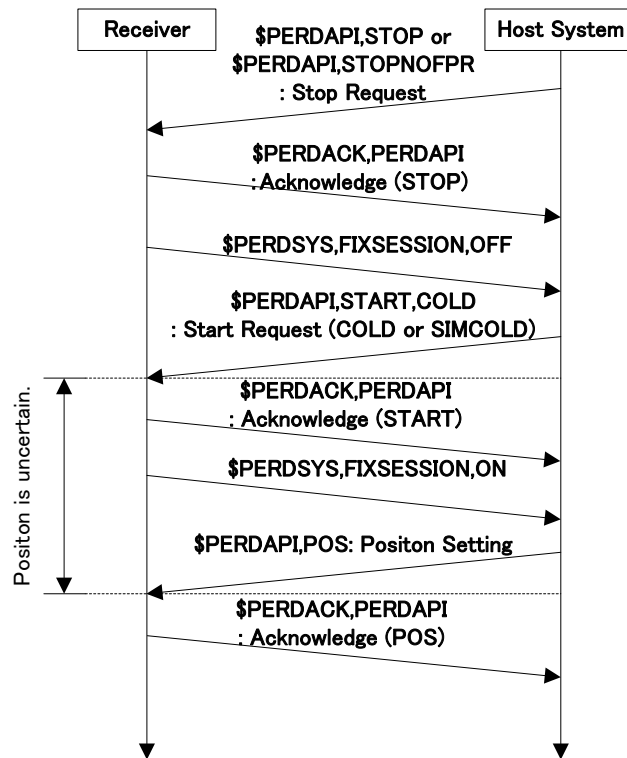 Receiver
Host System
$PERDAPI,STOP or
$PERDAPI,STOPNOFPR
: Stop Request
$PERDACK,PERDAPI
: Acknowledge (STOP)
$PERDSYS,FIXSESSION,OFF
$PERDAPI,START,COLD
: Start Request (COLD or SIMCOLD)
Positon is uncertain.
$PERDACK,PERDAPI
: Acknowledge (START)
$PERDSYS,FIXSESSION,ON
$PERDAPI,POS: Positon Setting
$PERDACK,PERDAPI
: Acknowledge (POS)